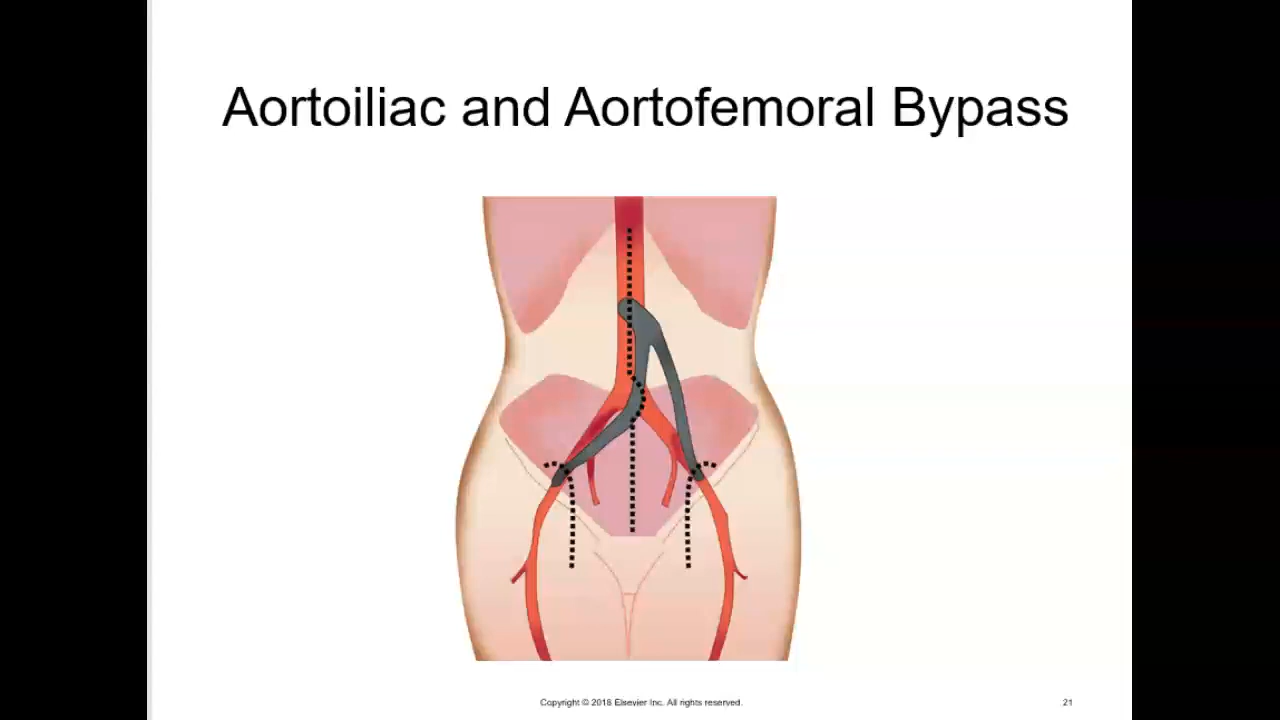 Aortoiliac and Aortofemoral Bypass
Copyright © 2018 Elsevier Inc. All rights reserved.
21